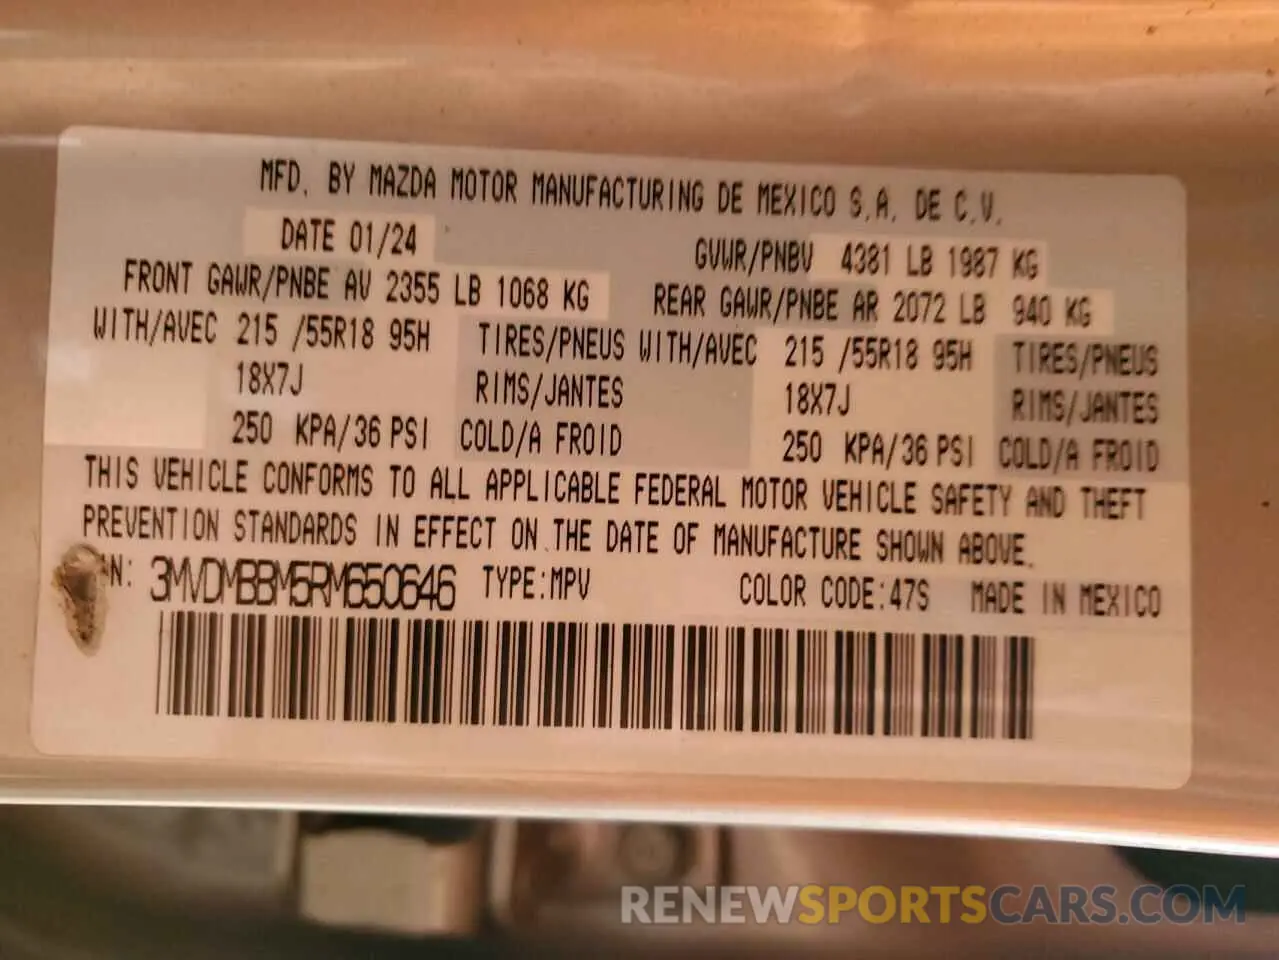 MFD. BY MAZDA MOTOR MANUFACTURING DE MEXICO S.A. DE C.V.
DATE 01/24 GVWR/PNBV 4381 LB 1987 KG
FRONT GAWR/PNBE AV 2355 LB 1068 KG REAR GAWR/PNBE AR 2072 LB 940 KG
WITH/AVEC 215 /55R18 95H TIRES/PNEUS WITH/AVEC 215 /55R18 95H TIRES/PNEUS
18X7J RIMS/JANTES 18X7J RIMS/JANTES
250 KPA/36 PSI COLD/A FROID 250 KPA/36 PSI COLD/A FROID
THIS VEHICLE CONFORMS TO ALL APPLICABLE FEDERAL MOTOR VEHICLE SAFETY AND THEFT
PREVENTION STANDARDS IN EFFECT ON THE DATE OF MANUFACTURE SHOWN ABOVE.
3MVDMBBM5RM650646 TYPE:MPV COLOR CODE:47S MADE IN MEXICO
RENEWSPORTSCARS.COM